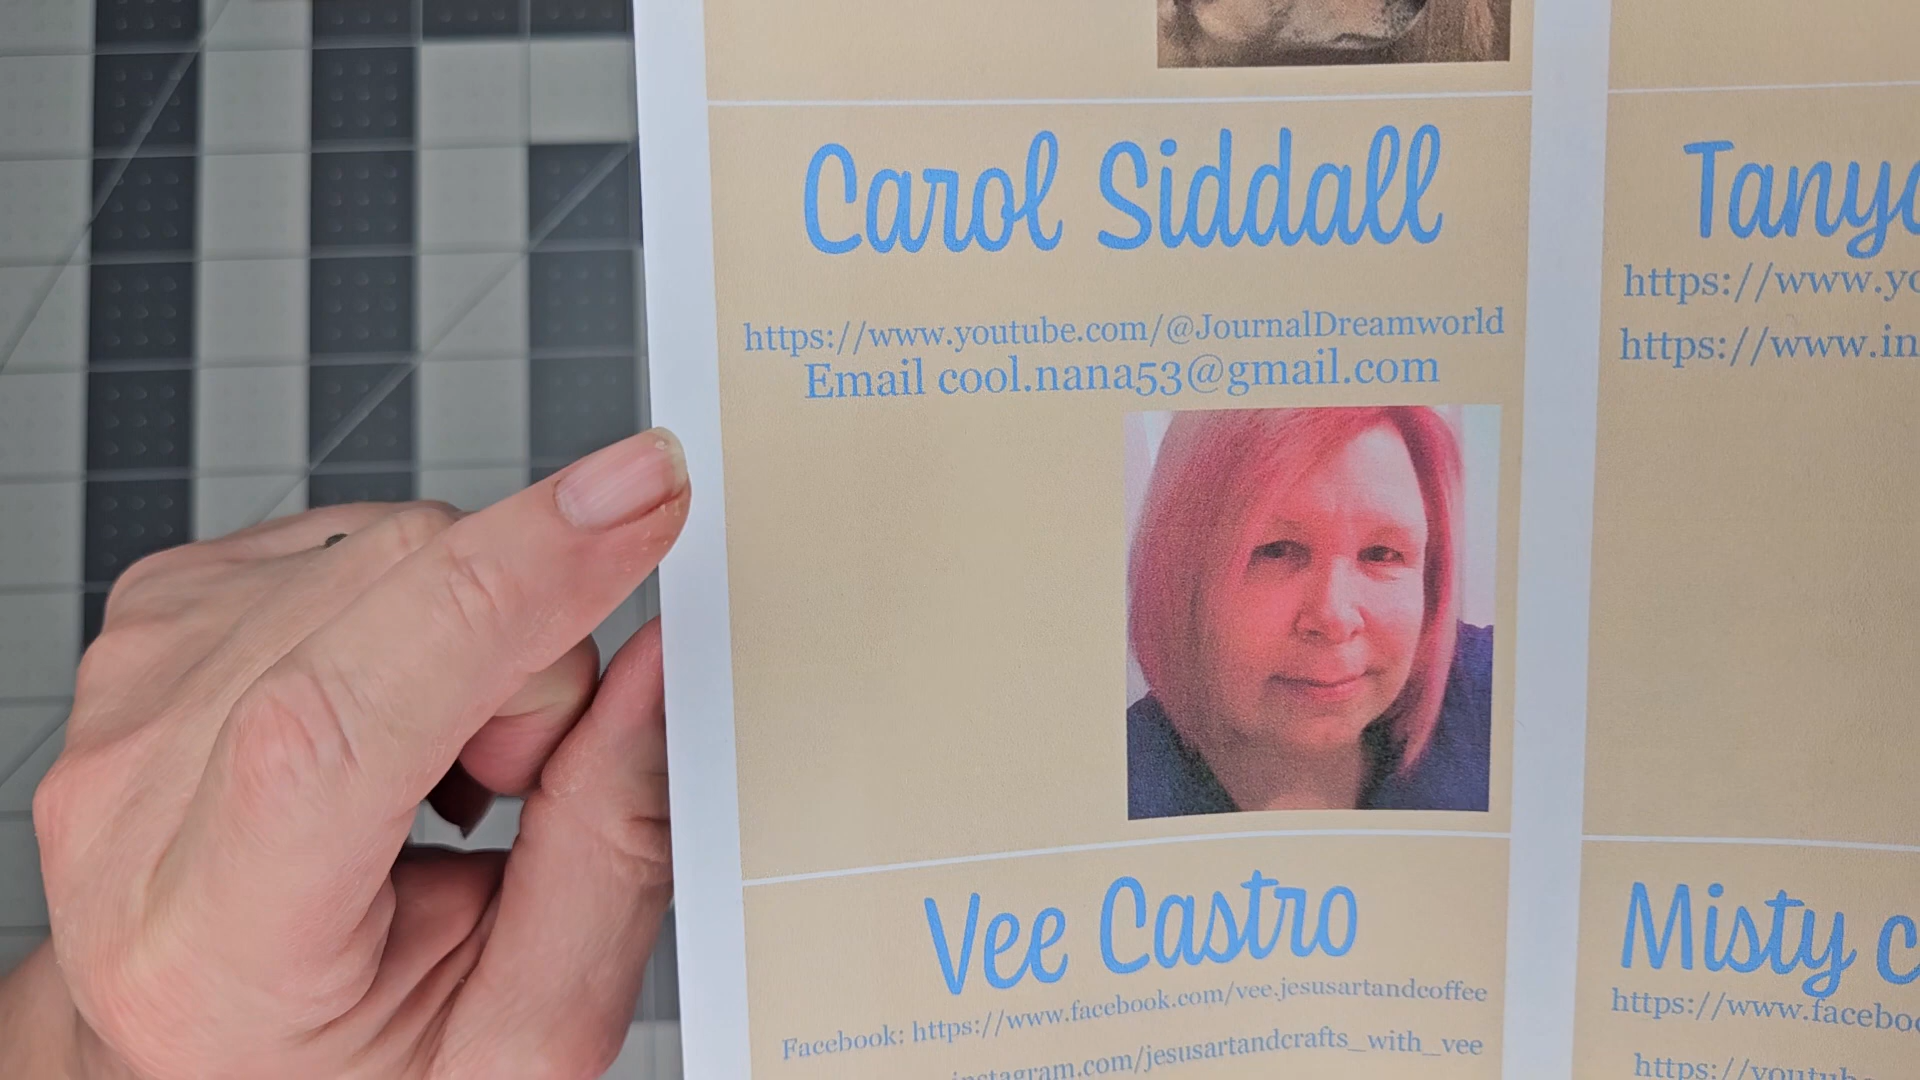 Carol Siddall
https://www.youtube.com/@JournalDreamworld
Email cool.nana53@gmail.com
Vee Castro
Facebook: https://www.facebook.com/vee.jesusartandcoffee
instagram.com/jesusartandcrafts_with_vee
https://www.yo
https://www.in
Misty
https://www.facebo